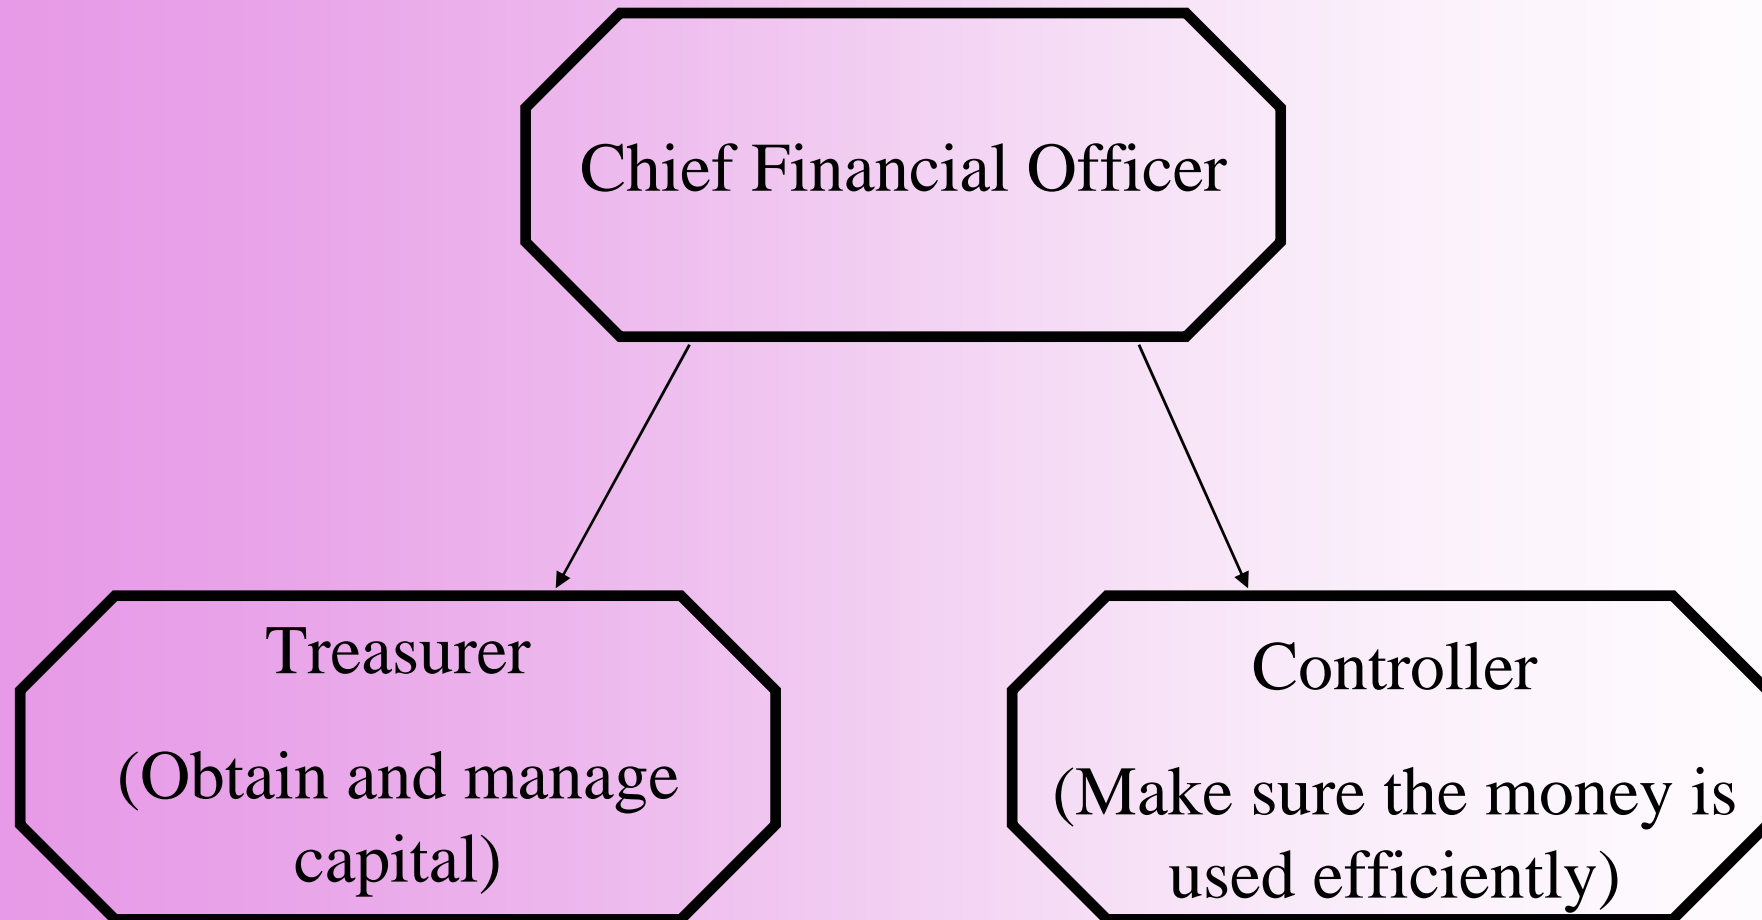 Chief Financial Officer
Treasurer
(Obtain and manage
capital)
Controller
(Make sure the money is
used efficiently)